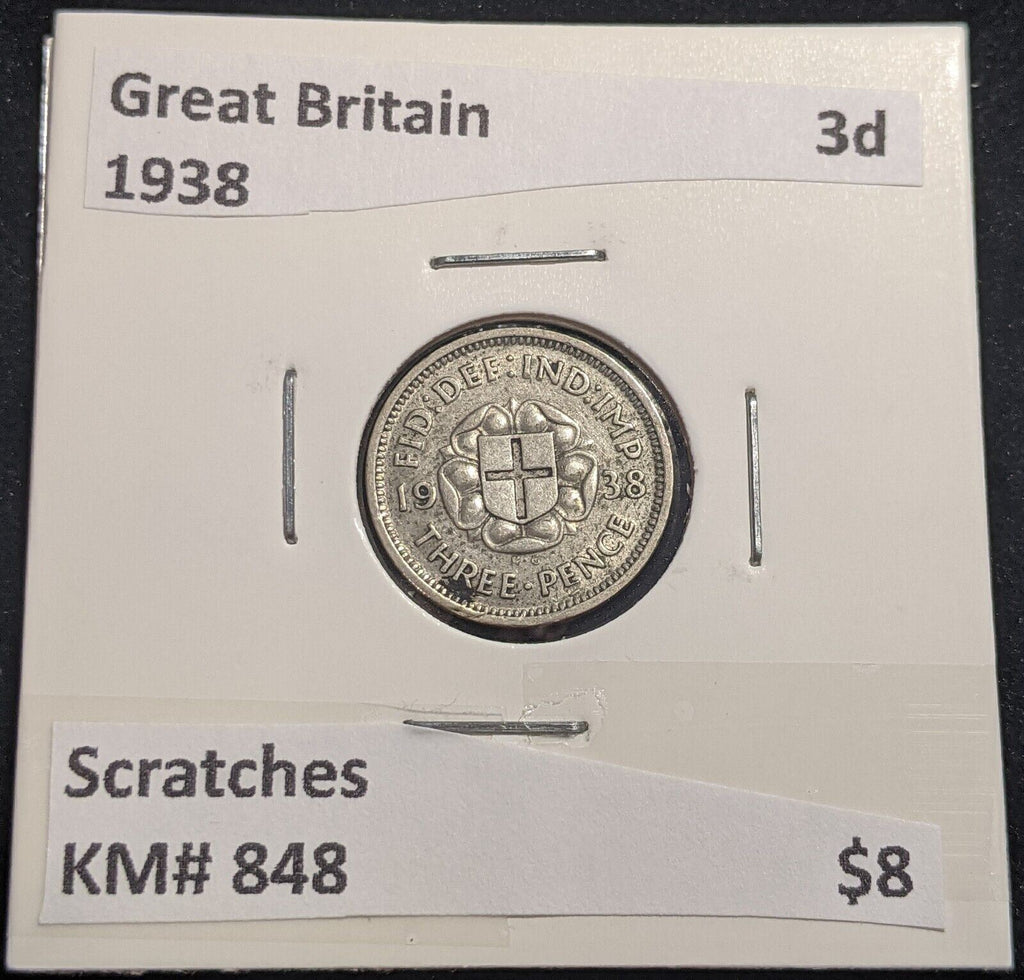 Great Britain
1938
3d
FID:DEF:IND:IMP
19 38
THREE·PENCE
K·G
Scratches
KM# 848
$8